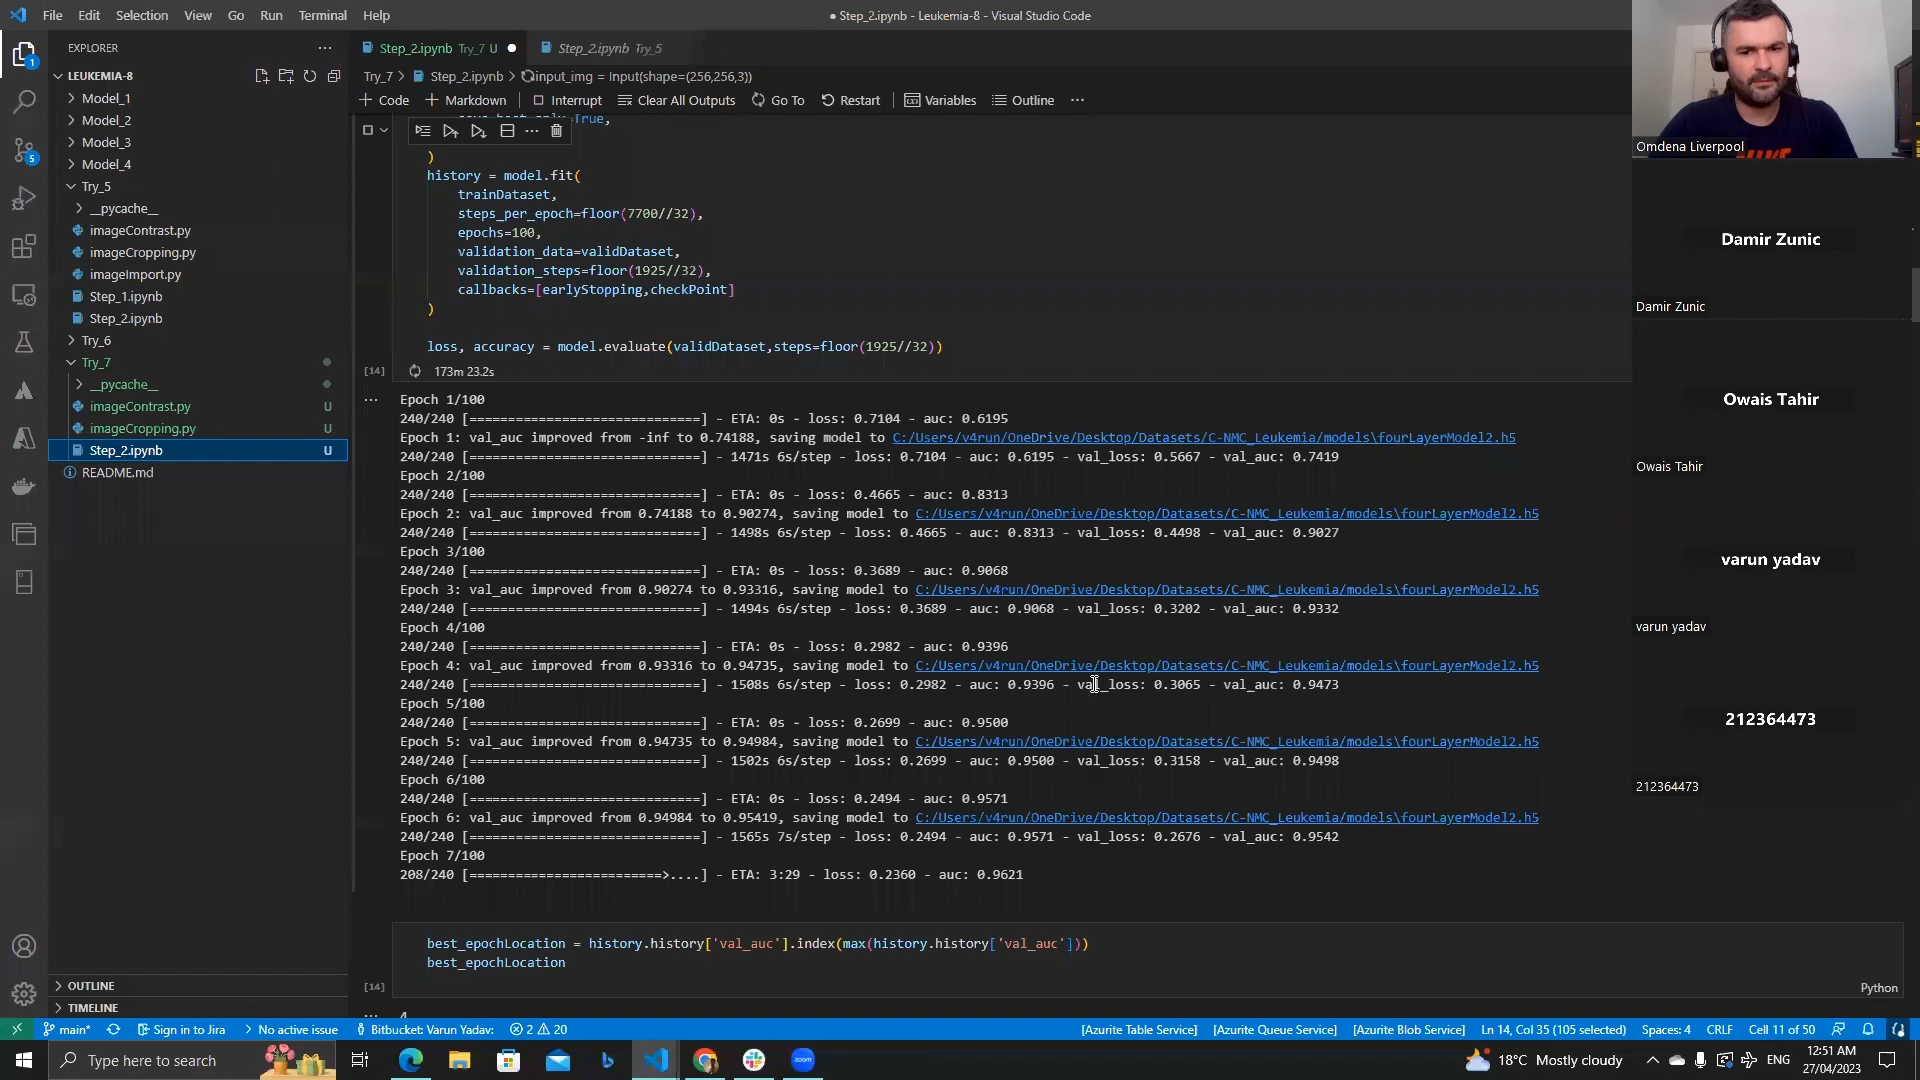 File Edit Selection View Go Run Terminal Help
● Step_2.ipynb - Leukemia-8 - Visual Studio Code
EXPLORER
LEUKEMIA-8
Model_1
Model_2
Model_3
Model_4
Try_5
__pycache__
imageContrast.py
imageCropping.py
imageImport.py
Step_1.ipynb
Step_2.ipynb
Try_6
Try_7
__pycache__
imageContrast.py U
imageCropping.py U
Step_2.ipynb U
README.md
OUTLINE
TIMELINE
1
5
Step_2.ipynb Try_7 U
Step_2.ipynb Try_5
Try_7 > Step_2.ipynb > input_img = Input(shape=(256,256,3))
+ Code + Markdown Interrupt Clear All Outputs Go To Restart Variables Outline ...
save_best_only=True,
)
history = model.fit(
trainDataset,
steps_per_epoch=floor(7700//32),
epochs=100,
validation_data=validDataset,
validation_steps=floor(1925//32),
callbacks=[earlyStopping,checkPoint]
)
loss, accuracy = model.evaluate(validDataset,steps=floor(1925//32))
[14] 173m 23.2s
Epoch 1/100
240/240 [==============================] - ETA: 0s - loss: 0.7104 - auc: 0.6195
Epoch 1: val_auc improved from -inf to 0.74188, saving model to C:/Users/v4run/OneDrive/Desktop/Datasets/C-NMC_Leukemia/models\fourLayerModel2.h5
240/240 [==============================] - 1471s 6s/step - loss: 0.7104 - auc: 0.6195 - val_loss: 0.5667 - val_auc: 0.7419
Epoch 2/100
240/240 [==============================] - ETA: 0s - loss: 0.4665 - auc: 0.8313
Epoch 2: val_auc improved from 0.74188 to 0.90274, saving model to C:/Users/v4run/OneDrive/Desktop/Datasets/C-NMC_Leukemia/models\fourLayerModel2.h5
240/240 [==============================] - 1498s 6s/step - loss: 0.4665 - auc: 0.8313 - val_loss: 0.4498 - val_auc: 0.9027
Epoch 3/100
240/240 [==============================] - ETA: 0s - loss: 0.3689 - auc: 0.9068
Epoch 3: val_auc improved from 0.90274 to 0.93316, saving model to C:/Users/v4run/OneDrive/Desktop/Datasets/C-NMC_Leukemia/models\fourLayerModel2.h5
240/240 [==============================] - 1494s 6s/step - loss: 0.3689 - auc: 0.9068 - val_loss: 0.3202 - val_auc: 0.9332
Epoch 4/100
240/240 [==============================] - ETA: 0s - loss: 0.2982 - auc: 0.9396
Epoch 4: val_auc improved from 0.93316 to 0.94735, saving model to C:/Users/v4run/OneDrive/Desktop/Datasets/C-NMC_Leukemia/models\fourLayerModel2.h5
240/240 [==============================] - 1508s 6s/step - loss: 0.2982 - auc: 0.9396 - val_loss: 0.3065 - val_auc: 0.9473
Epoch 5/100
240/240 [==============================] - ETA: 0s - loss: 0.2699 - auc: 0.9500
Epoch 5: val_auc improved from 0.94735 to 0.94984, saving model to C:/Users/v4run/OneDrive/Desktop/Datasets/C-NMC_Leukemia/models\fourLayerModel2.h5
240/240 [==============================] - 1502s 6s/step - loss: 0.2699 - auc: 0.9500 - val_loss: 0.3158 - val_auc: 0.9498
Epoch 6/100
240/240 [==============================] - ETA: 0s - loss: 0.2494 - auc: 0.9571
Epoch 6: val_auc improved from 0.94984 to 0.95419, saving model to C:/Users/v4run/OneDrive/Desktop/Datasets/C-NMC_Leukemia/models\fourLayerModel2.h5
240/240 [==============================] - 1565s 7s/step - loss: 0.2494 - auc: 0.9571 - val_loss: 0.2676 - val_auc: 0.9542
Epoch 7/100
208/240 [=========================>....] - ETA: 3:29 - loss: 0.2360 - auc: 0.9621
best_epochLocation = history.history['val_auc'].index(max(history.history['val_auc']))
best_epochLocation
[14] Python
Omdena Liverpool
Damir Zunic
Damir Zunic
Owais Tahir
Owais Tahir
varun yadav
varun yadav
212364473
212364473
main* Sign in to Jira No active issue Bitbucket: Varun Yadav: 2 20 [Azurite Table Service] [Azurite Queue Service] [Azurite Blob Service] Ln 14, Col 35 (105 selected) Spaces: 4 CRLF Cell 11 of 50
Type here to search
zoom
18°C Mostly cloudy
ENG
12:51 AM
27/04/2023